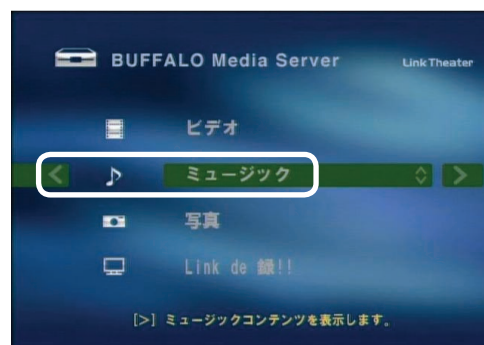 BUFFALO Media Server LinkTheater
ビデオ
ミュージック
写真
Link de 録!!
[>] ミュージックコンテンツを表示します。